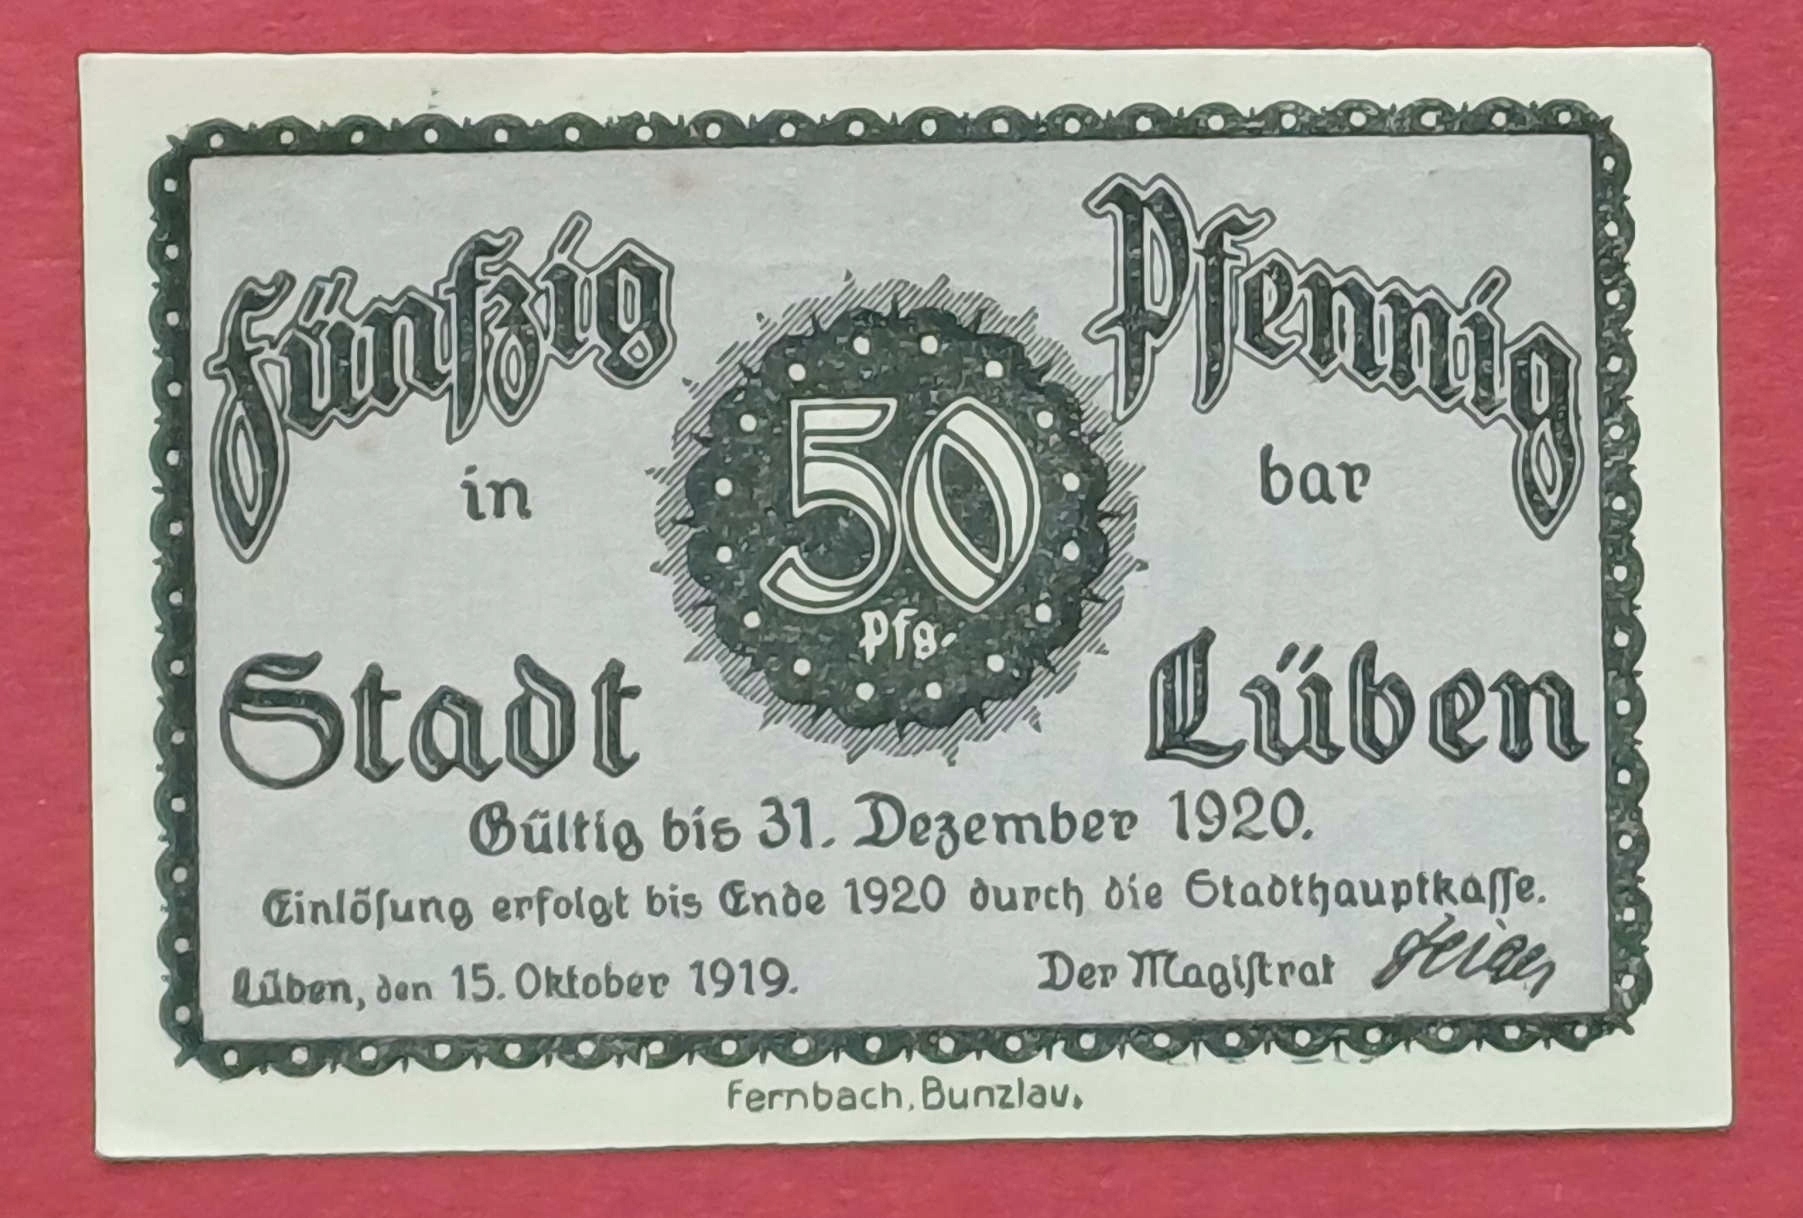 Fünfzig Pfennig
in bar
50
Pfg.
Stadt Lüben
Gültig bis 31. Dezember 1920.
Einlösung erfolgt bis Ende 1920 durch die Stadthauptkasse.
Lüben, den 15. Oktober 1919. Der Magistrat
Fernbach, Bunzlau.